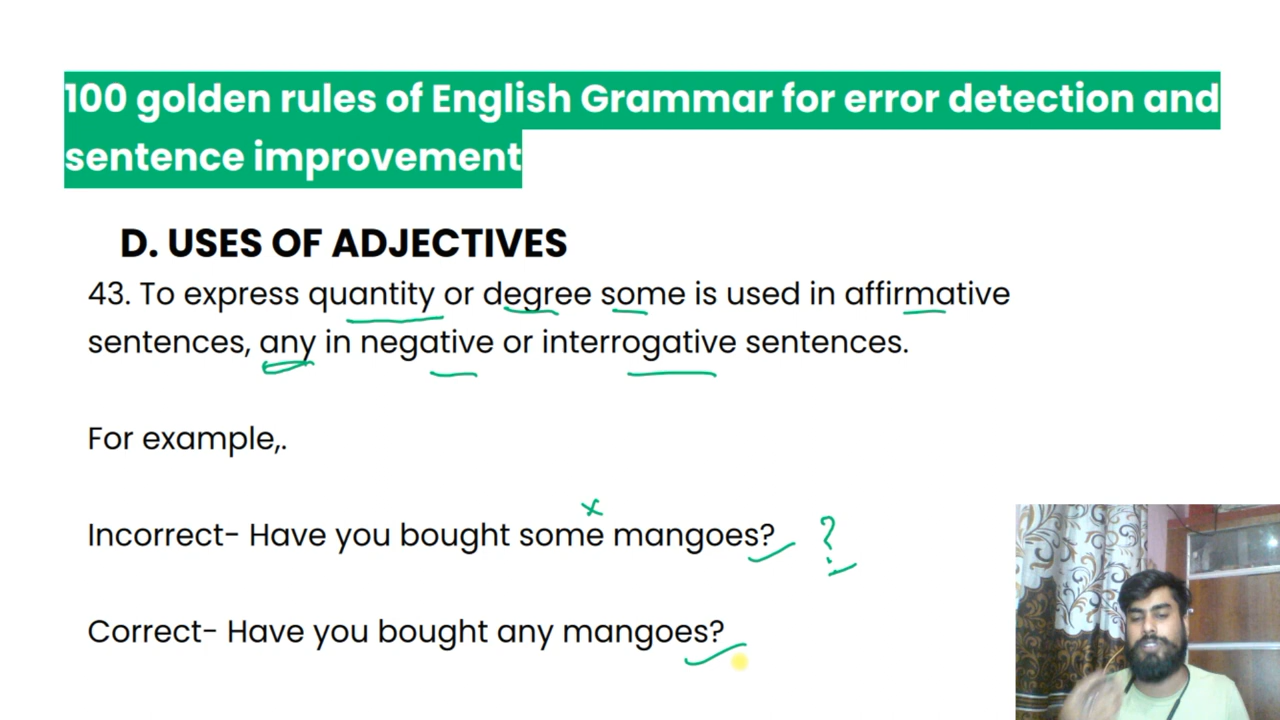 100 golden rules of English Grammar for error detection and
sentence improvement
D. USES OF ADJECTIVES
43. To express quantity or degree some is used in affirmative
sentences, any in negative or interrogative sentences.
For example,.
x
Incorrect- Have you bought some mangoes? ?
Correct- Have you bought any mangoes?